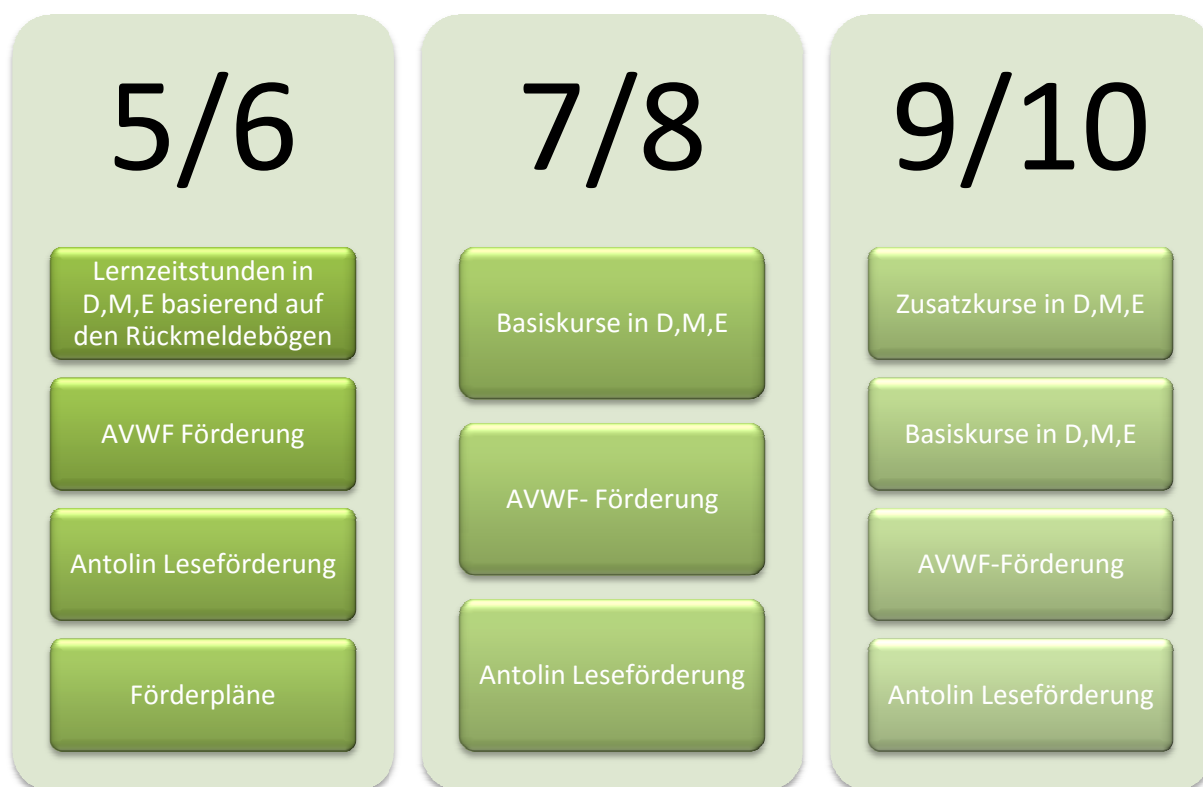 5/6
Lernzeitstunden in
D,M,E basierend auf
den Rückmeldebögen
AVWF Förderung
Antolin Leseförderung
Förderpläne
7/8
Basiskurse in D,M,E
AVWF- Förderung
Antolin Leseförderung
9/10
Zusatzkurse in D,M,E
Basiskurse in D,M,E
AVWF-Förderung
Antolin Leseförderung